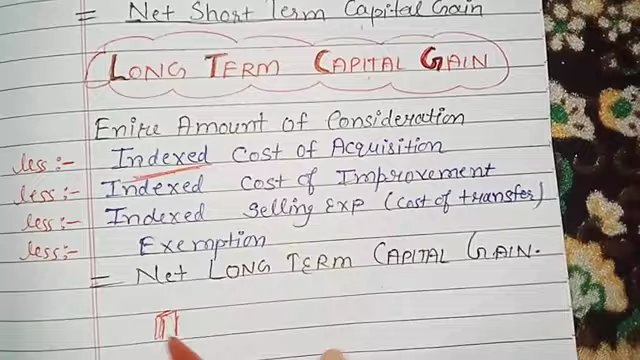 = Net Short Term Capital Gain
LONG TERM CAPITAL GAIN
Enire Amount of Consideration
less:- Indexed Cost of Acquisition
less:- Indexed Cost of Improvement
less:- Indexed Selling Exp (Cost of transfer)
less:- Exemption
= Net LONG TERM CAPITAL GAIN.